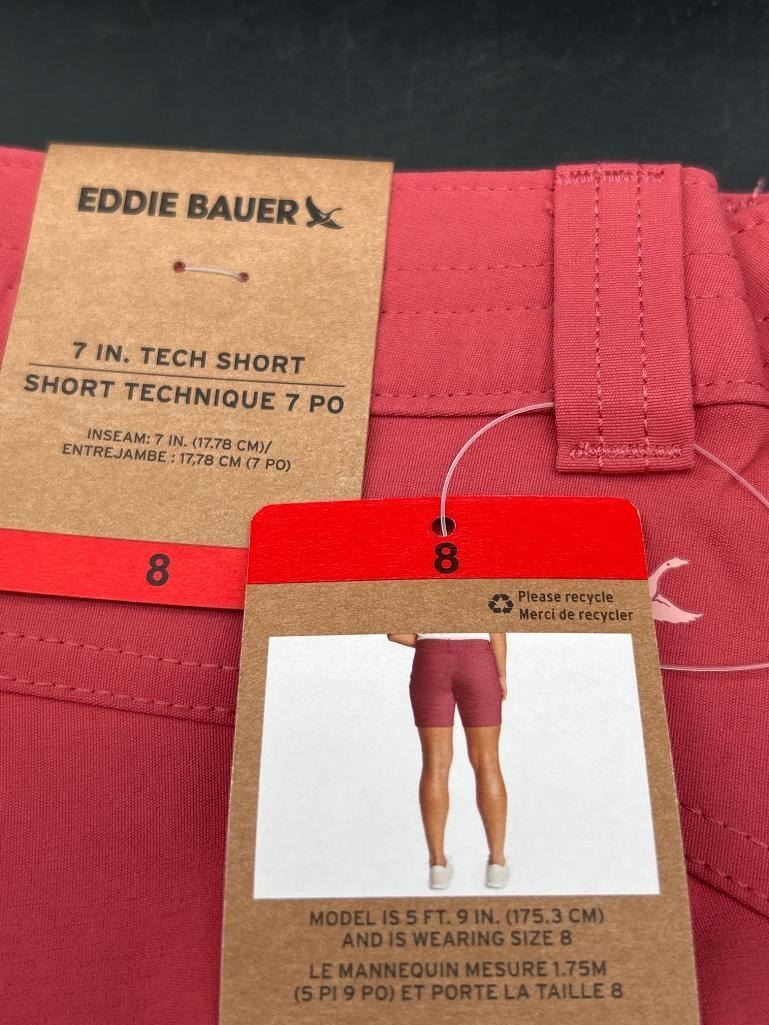 EDDIE BAUER
7 IN. TECH SHORT
SHORT TECHNIQUE 7 PO
INSEAM: 7 IN. (17.78 CM)/
ENTREJAMBE : 17,78 CM (7 PO)
8
8
Please recycle
Merci de recycler
MODEL IS 5 FT. 9 IN. (175.3 CM)
AND IS WEARING SIZE 8
LE MANNEQUIN MESURE 1.75M
(5 PI 9 PO) ET PORTE LA TAILLE 8